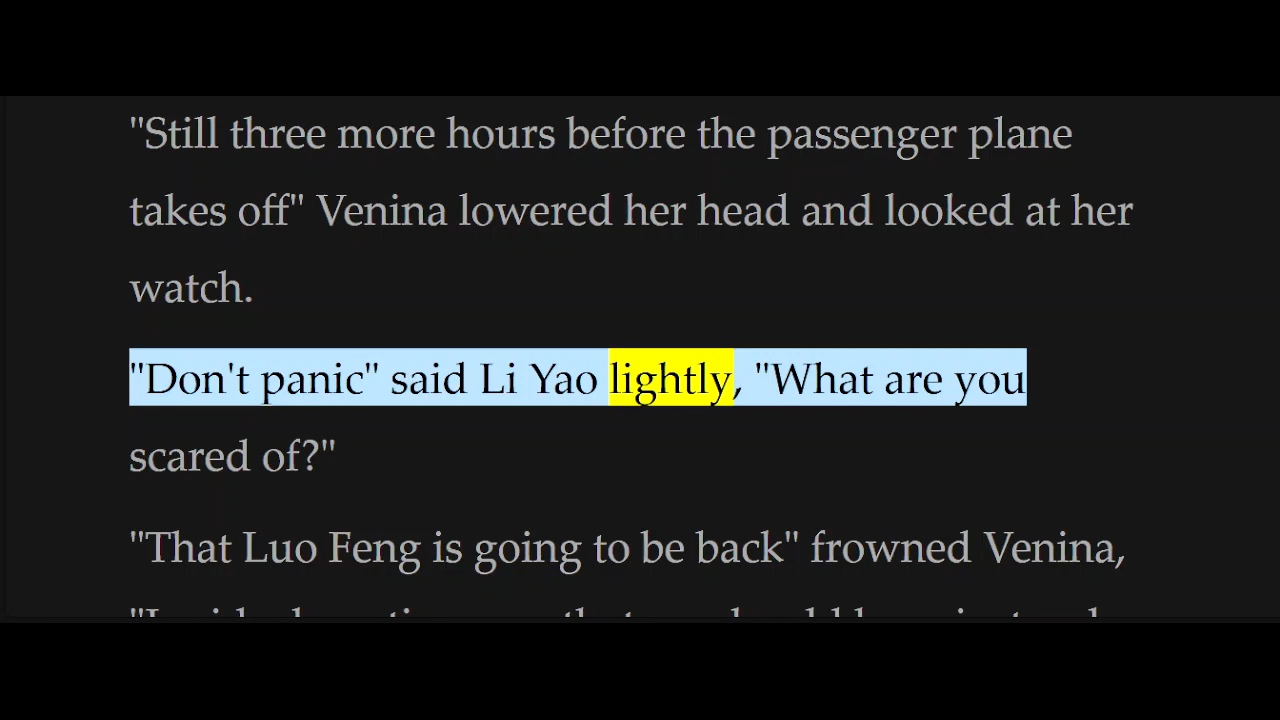 "Still three more hours before the passenger plane
takes off" Venina lowered her head and looked at her
watch.
"Don't panic" said Li Yao lightly, "What are you
scared of?"
"That Luo Feng is going to be back" frowned Venina,